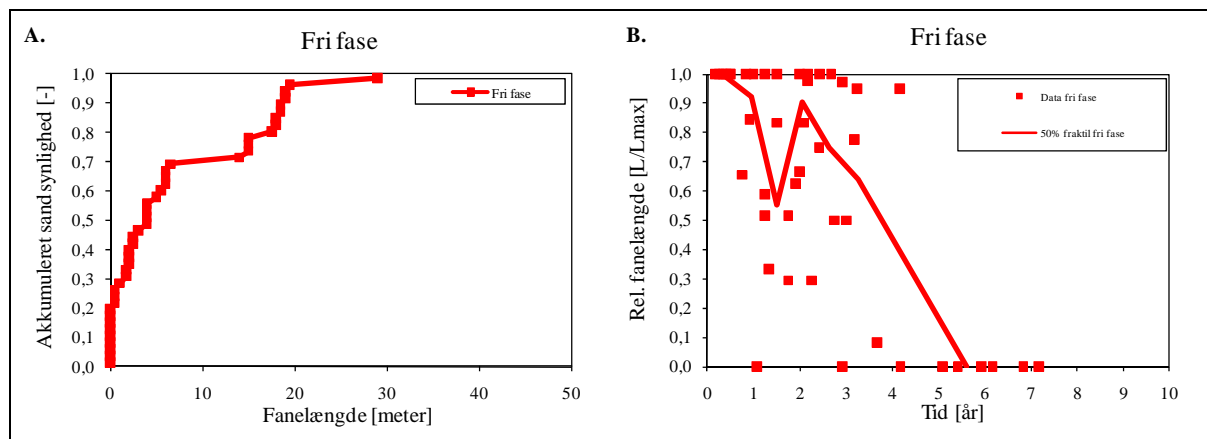 A.
Fri fase
Akkumuleret sand synlighed [-]
1,0
0,9
0,8
0,7
0,6
0,5
0,4
0,3
0,2
0,1
0,0
Fri fase
0 10 20 30 40 50
Fanelængde [meter]
B.
Fri fase
Rel. fanelængde [L/Lmax]
1,0
0,9
0,8
0,7
0,6
0,5
0,4
0,3
0,2
0,1
0,0
Data fri fase
50% fraktil fri fase
0 1 2 3 4 5 6 7 8 9 10
Tid [år]